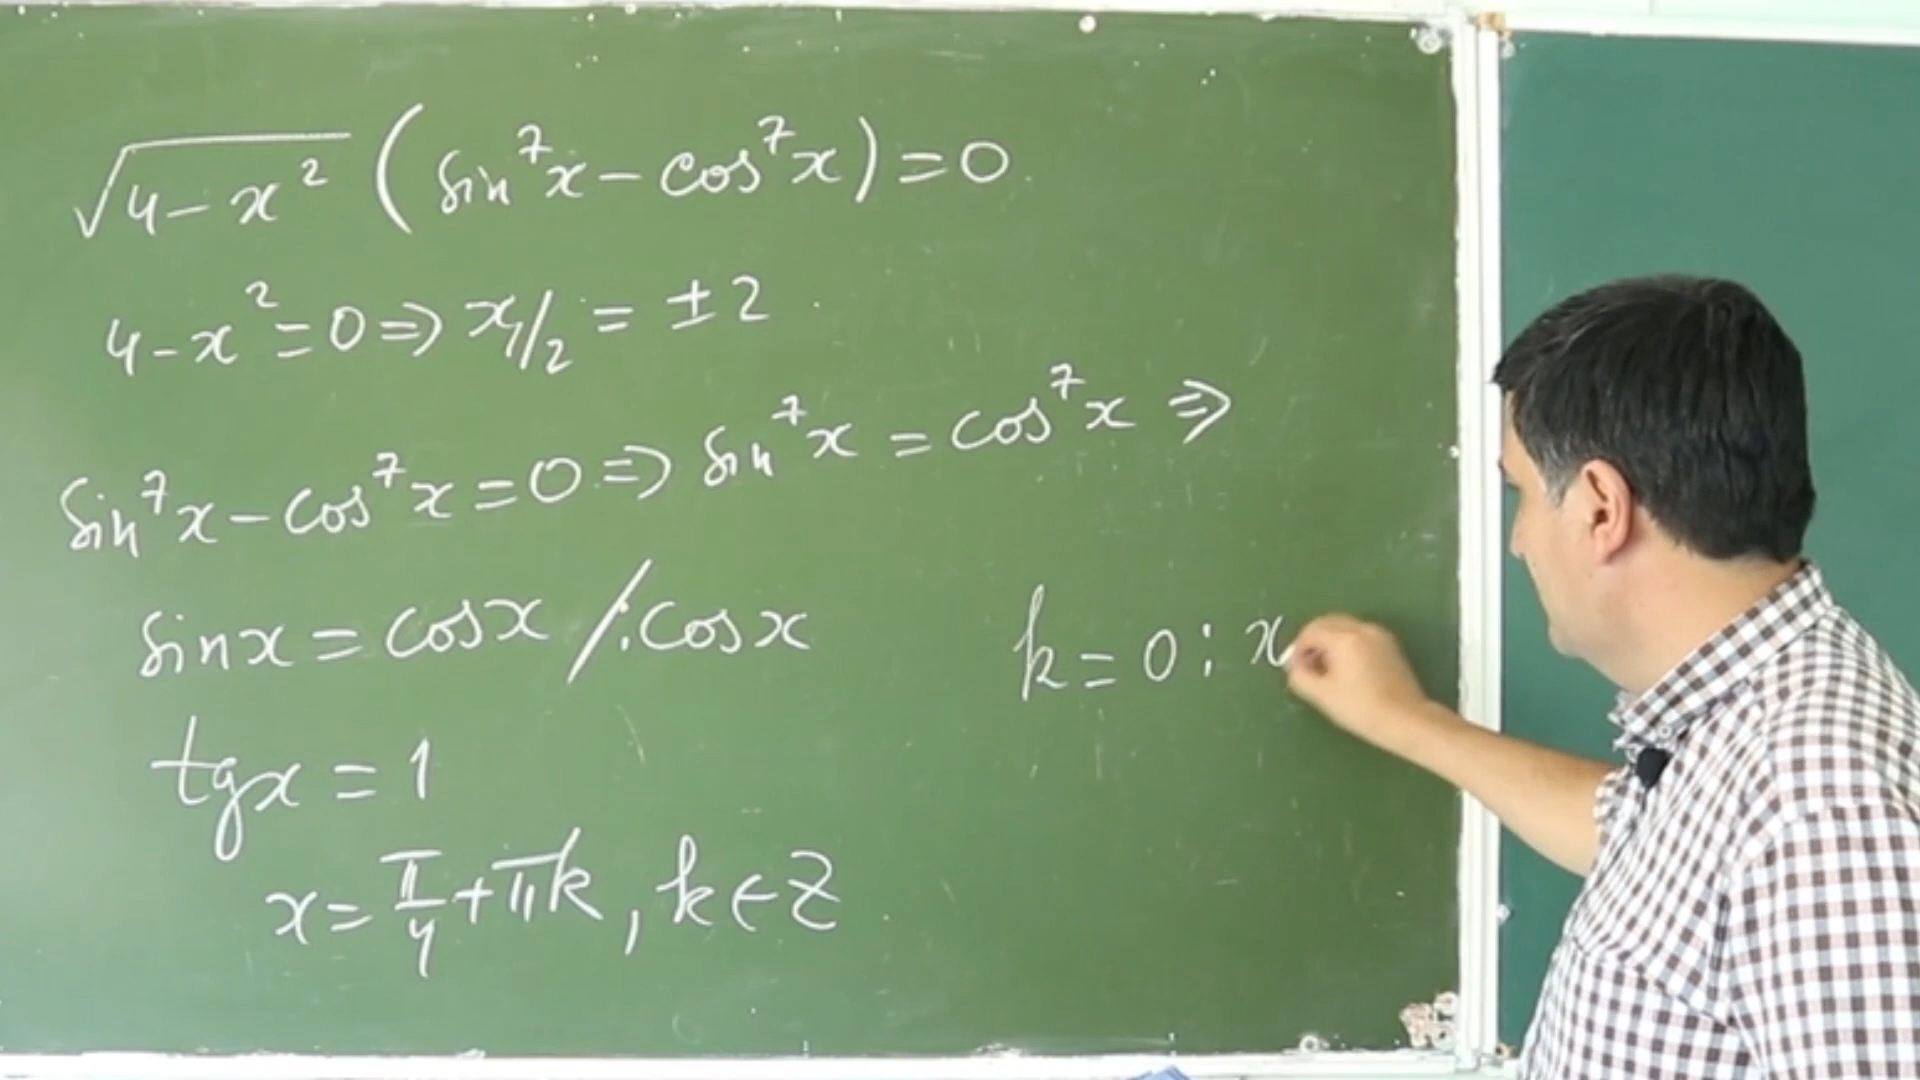 √4-x² (sin⁷x - cos⁷x) = 0
4-x² = 0 ⇒ x₁/₂ = ±2
sin⁷x - cos⁷x = 0 ⇒ sin⁷x = cos⁷x ⇒
sinx = cosx /:cosx
tgx = 1
x = π/4 + πk, k∈Z
k = 0 : x